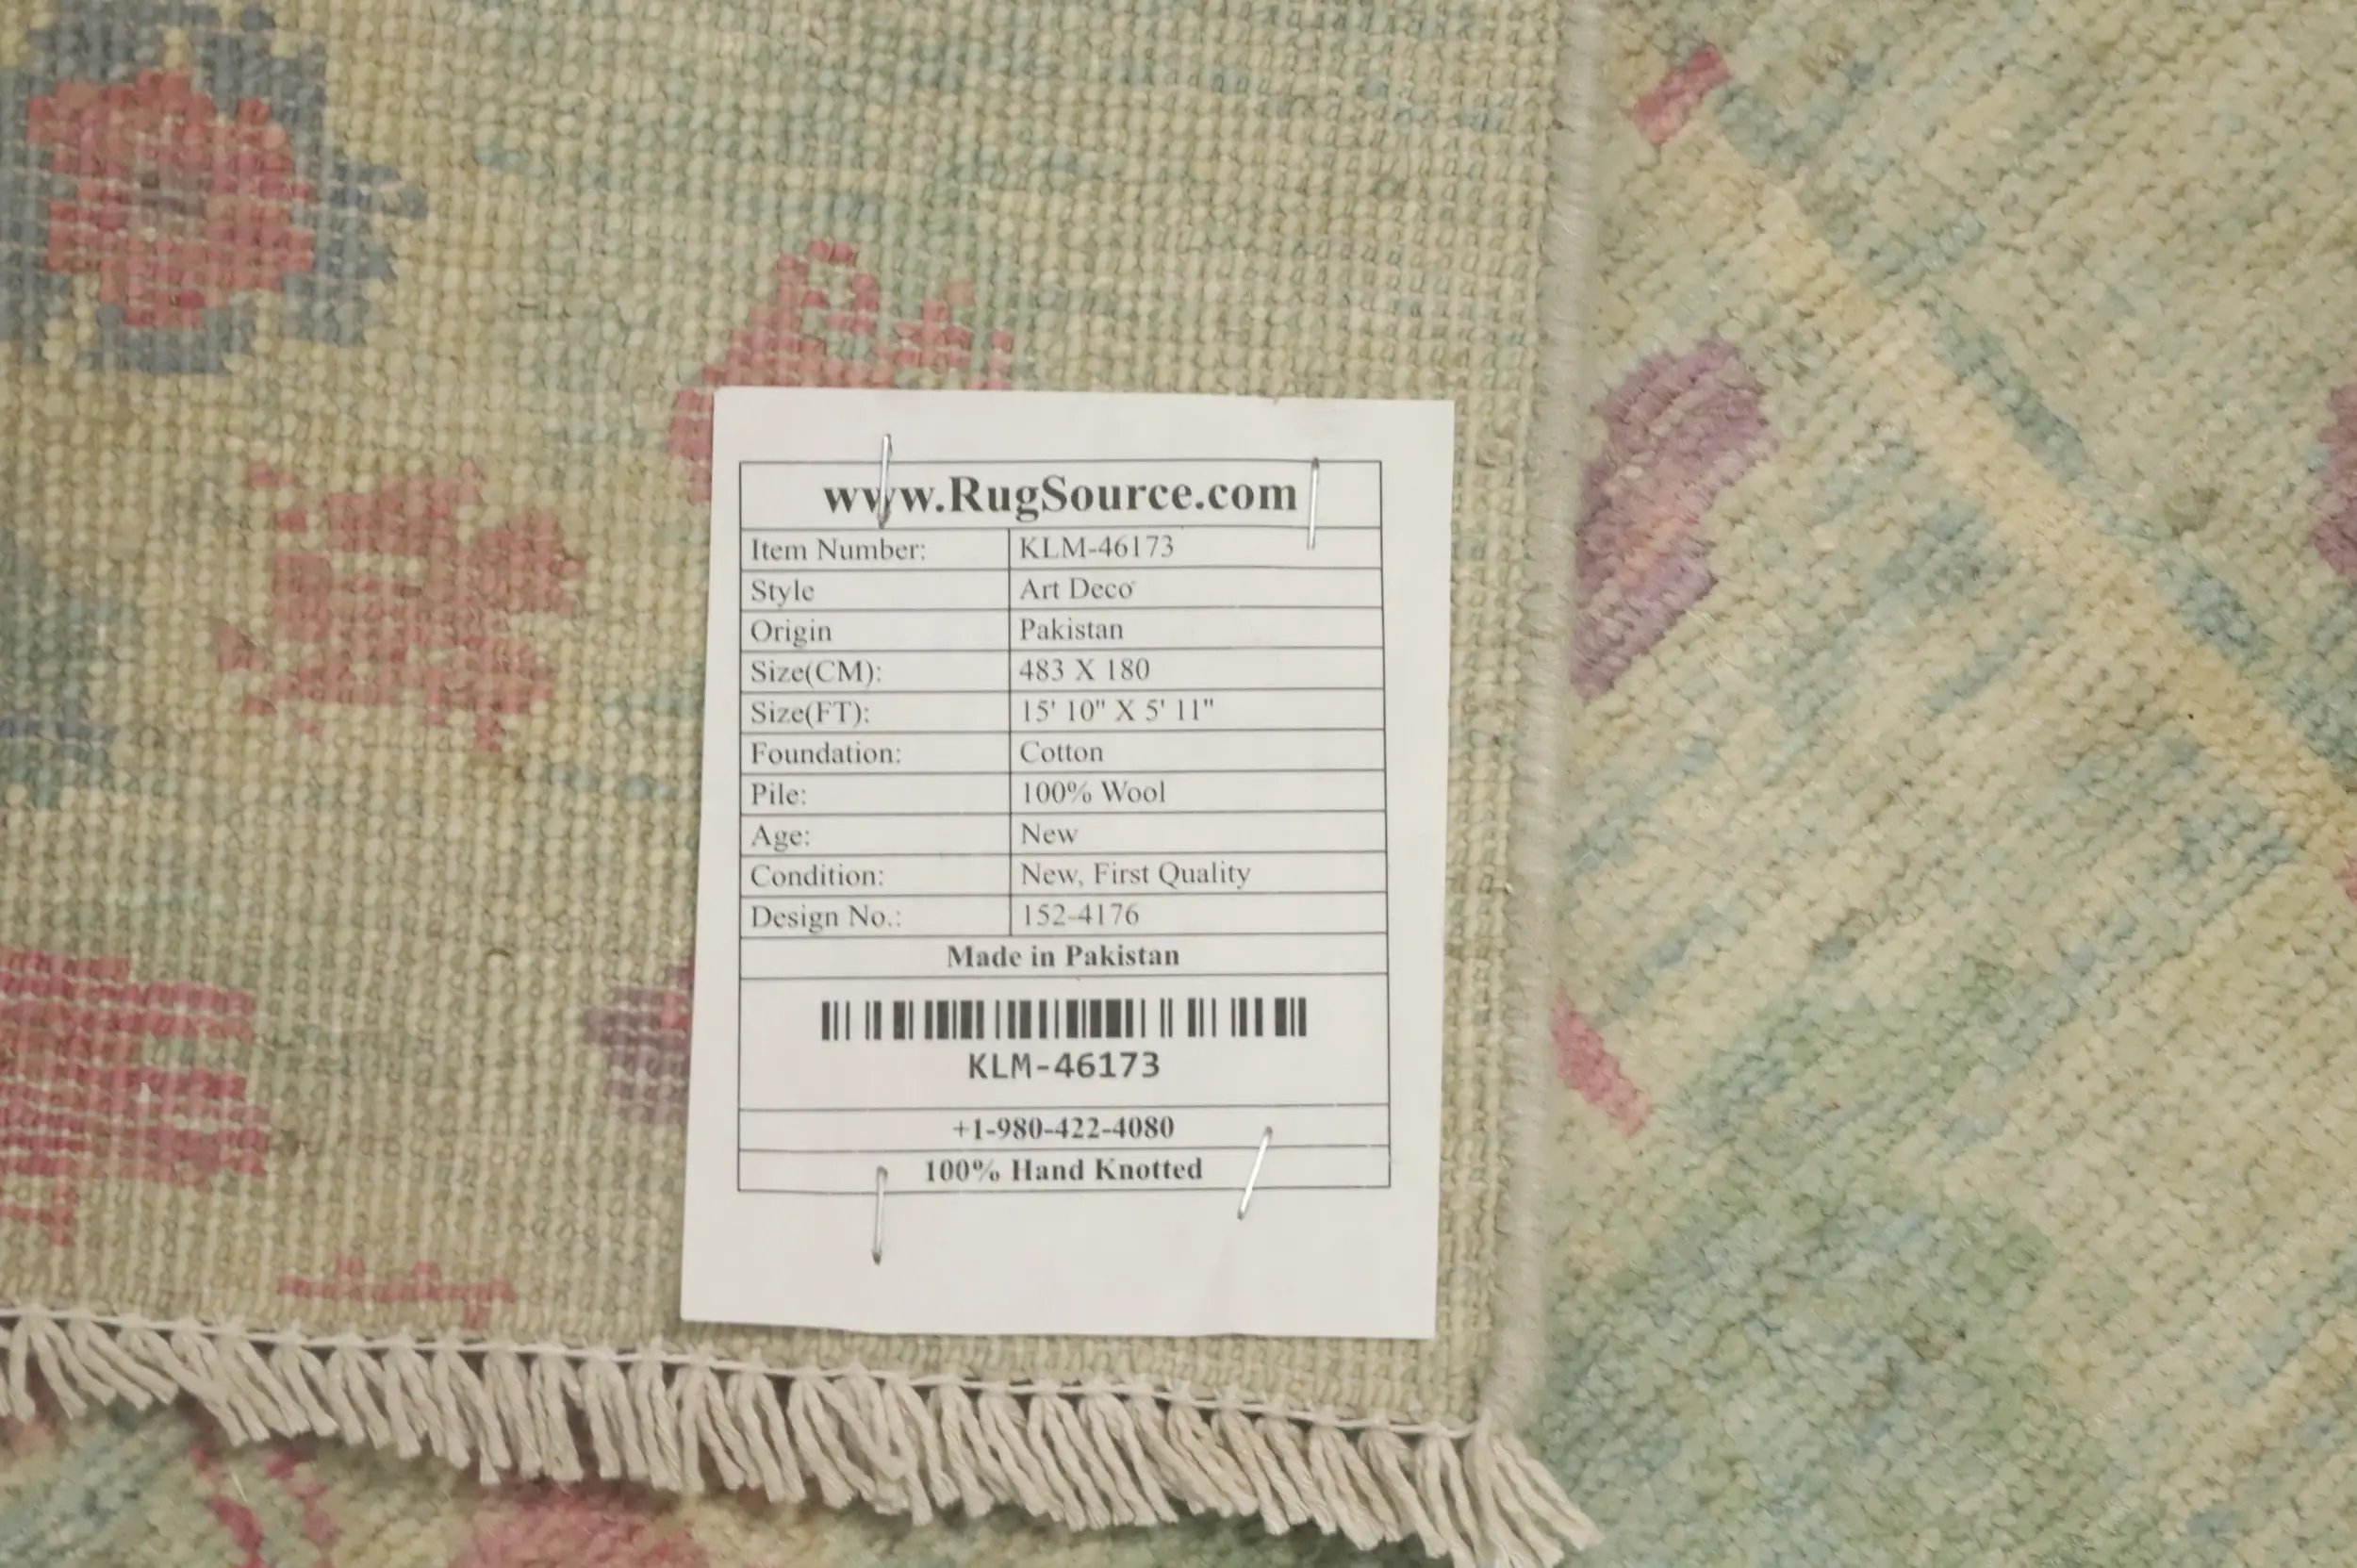 www.RugSource.com
Item Number: KLM-46173
Style Art Deco
Origin Pakistan
Size(CM): 483 X 180
Size(FT): 15' 10" X 5' 11"
Foundation: Cotton
Pile: 100% Wool
Age: New
Condition: New, First Quality
Design No.: 152-4176
Made in Pakistan
KLM-46173
+1-980-422-4080
100% Hand Knotted